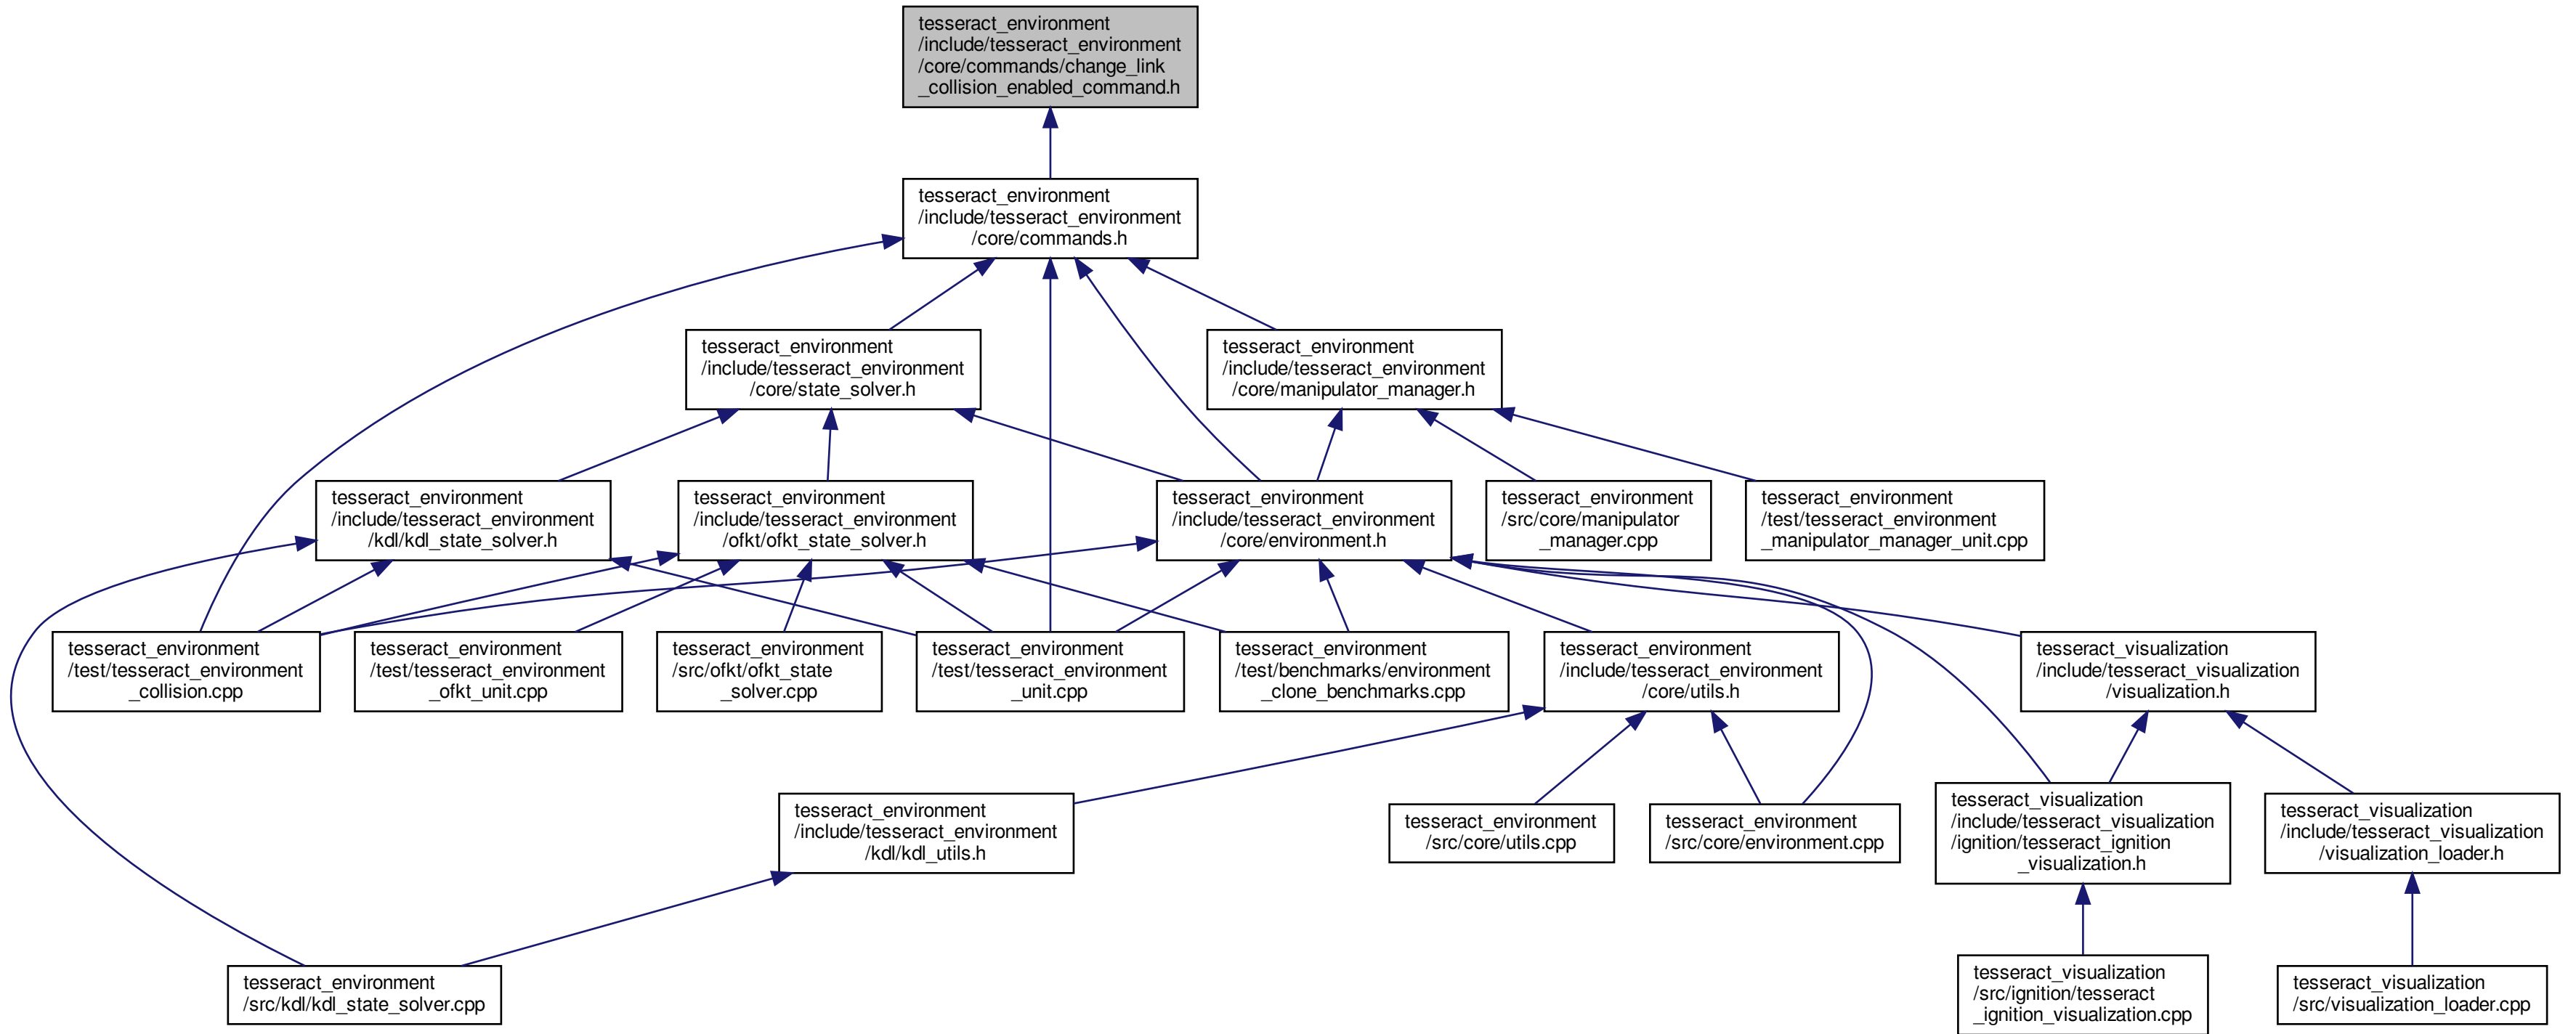 tesseract_environment
/include/tesseract_environment
/core/commands/change_link
_collision_enabled_command.h
tesseract_environment
/include/tesseract_environment
/core/commands.h
tesseract_environment
/include/tesseract_environment
/core/state_solver.h
tesseract_environment
/include/tesseract_environment
/core/manipulator_manager.h
tesseract_environment
/include/tesseract_environment
/kdl/kdl_state_solver.h
tesseract_environment
/include/tesseract_environment
/ofkt/ofkt_state_solver.h
tesseract_environment
/include/tesseract_environment
/core/environment.h
tesseract_environment
/src/core/manipulator
_manager.cpp
tesseract_environment
/test/tesseract_environment
_manipulator_manager_unit.cpp
tesseract_environment
/test/tesseract_environment
_collision.cpp
tesseract_environment
/test/tesseract_environment
_ofkt_unit.cpp
tesseract_environment
/src/ofkt/ofkt_state
_solver.cpp
tesseract_environment
/test/tesseract_environment
_unit.cpp
tesseract_environment
/test/benchmarks/environment
_clone_benchmarks.cpp
tesseract_environment
/include/tesseract_environment
/core/utils.h
tesseract_visualization
/include/tesseract_visualization
/visualization.h
tesseract_environment
/include/tesseract_environment
/kdl/kdl_utils.h
tesseract_environment
/src/core/utils.cpp
tesseract_environment
/src/core/environment.cpp
tesseract_visualization
/include/tesseract_visualization
/ignition/tesseract_ignition
_visualization.h
tesseract_visualization
/include/tesseract_visualization
/visualization_loader.h
tesseract_environment
/src/kdl/kdl_state_solver.cpp
tesseract_visualization
/src/ignition/tesseract
_ignition_visualization.cpp
tesseract_visualization
/src/visualization_loader.cpp